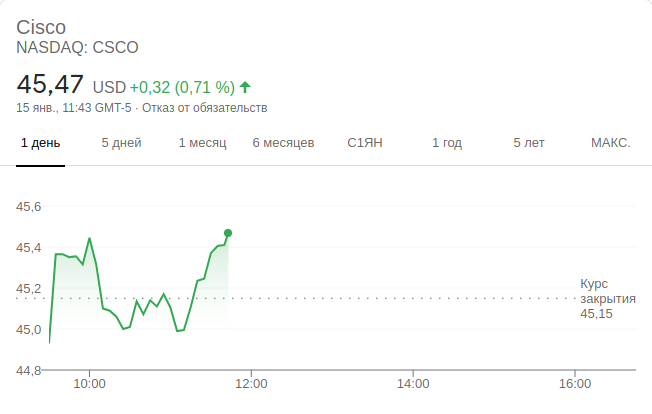 Cisco
NASDAQ: CSCO
45,47 USD +0,32 (0,71 %)
15 янв., 11:43 GMT-5 · Отказ от обязательств
1 день 5 дней 1 месяц 6 месяцев С1ЯН 1 год 5 лет МАКС.
45,6
45,4
45,2
45,0
44,8
Курс
закрытия
45,15
10:00 12:00 14:00 16:00